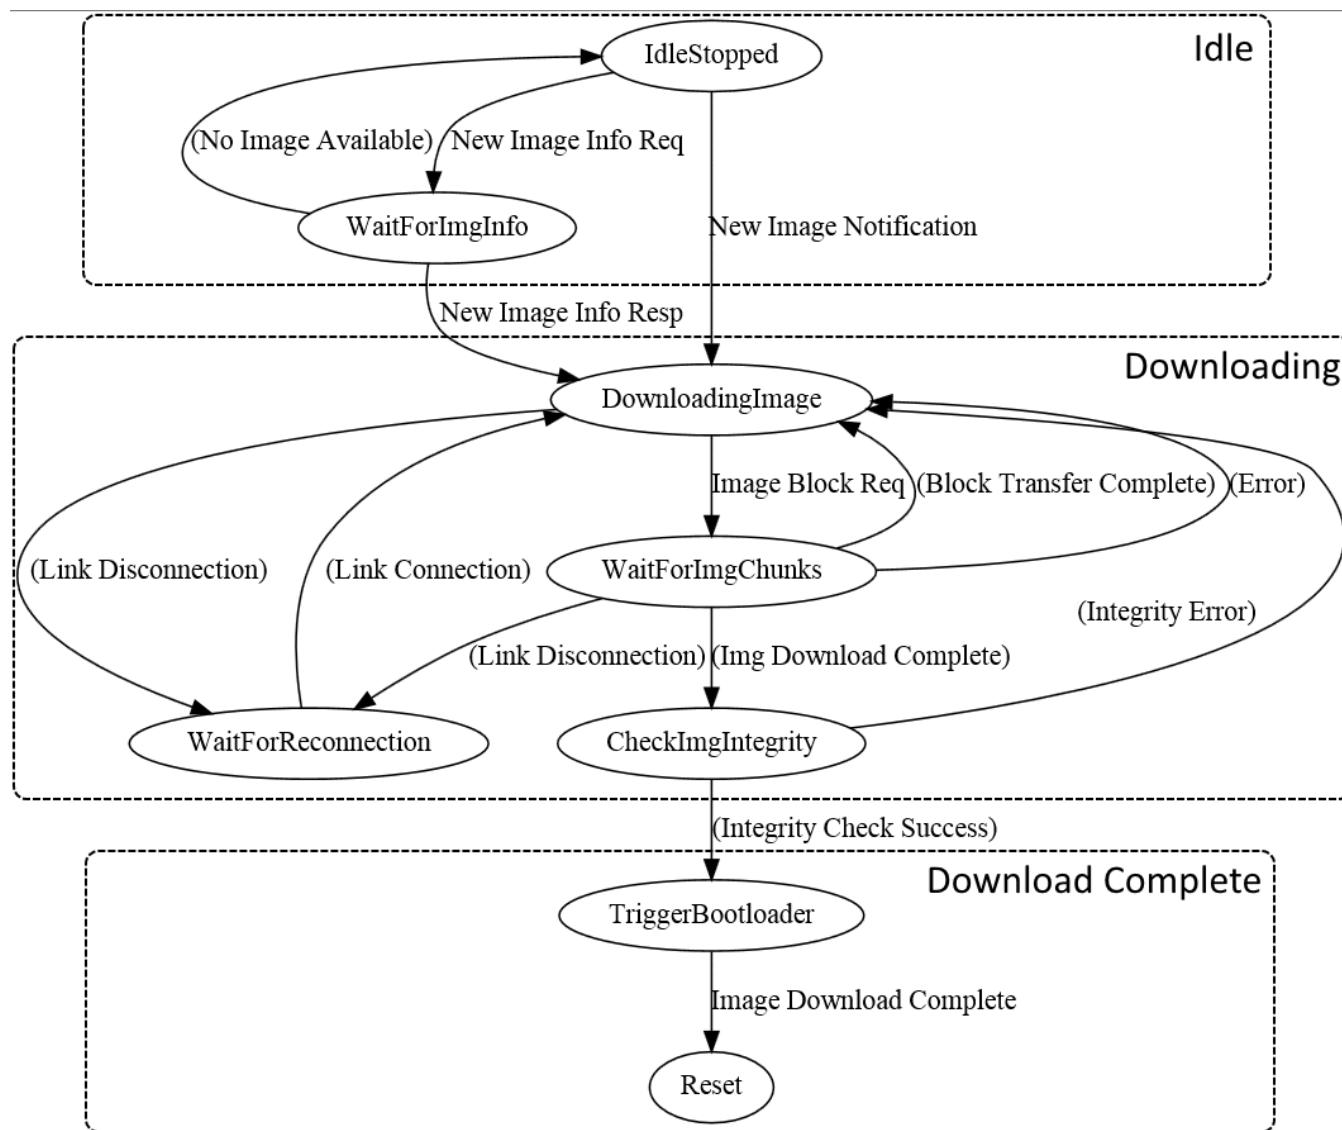 IdleStopped
Idle
(No Image Available)
New Image Info Req
WaitForImgInfo
New Image Notification
New Image Info Resp
Downloading
DownloadingImage
Image Block Req
(Block Transfer Complete)
(Error)
(Link Disconnection)
(Link Connection)
WaitForImgChunks
(Integrity Error)
(Link Disconnection)
(Img Download Complete)
WaitForReconnection
CheckImgIntegrity
(Integrity Check Success)
Download Complete
TriggerBootloader
Image Download Complete
Reset